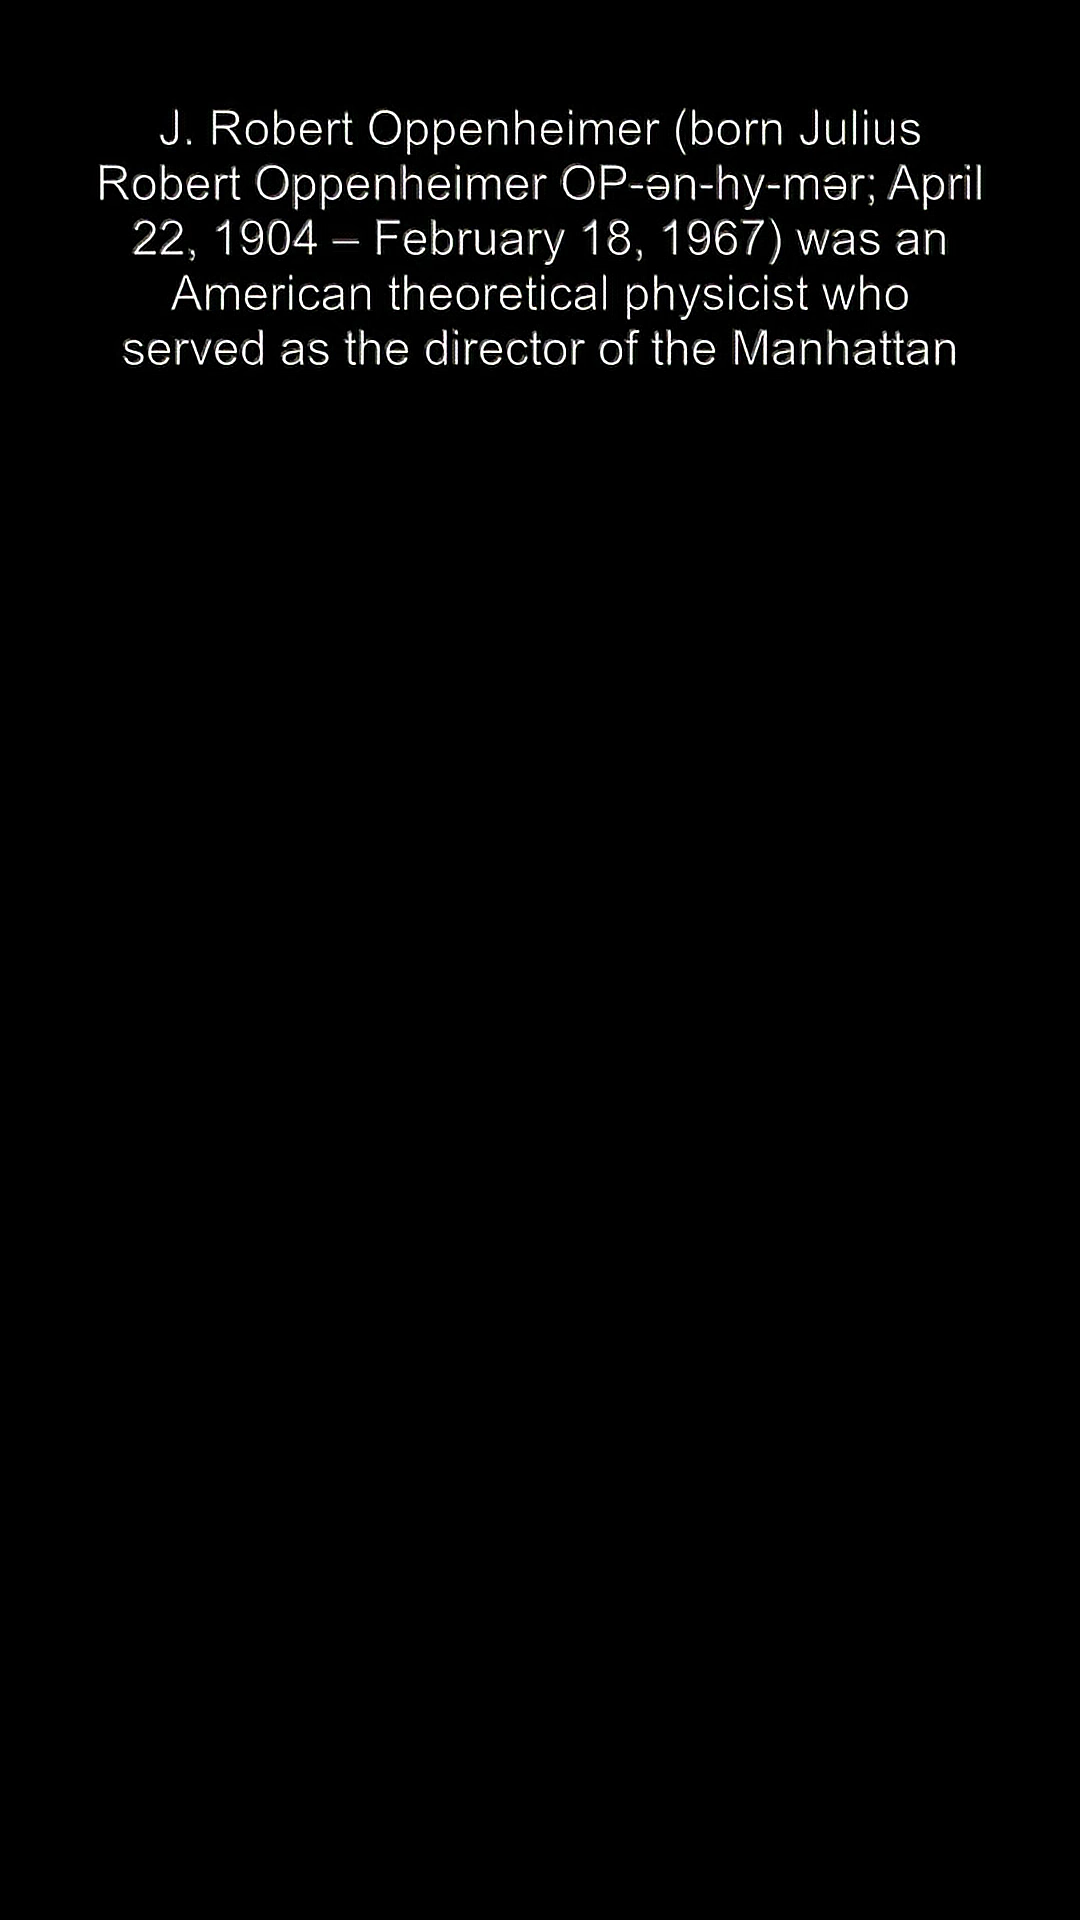 J. Robert Oppenheimer (born Julius
Robert Oppenheimer OP-ən-hy-mər; April
22, 1904 – February 18, 1967) was an
American theoretical physicist who
served as the director of the Manhattan